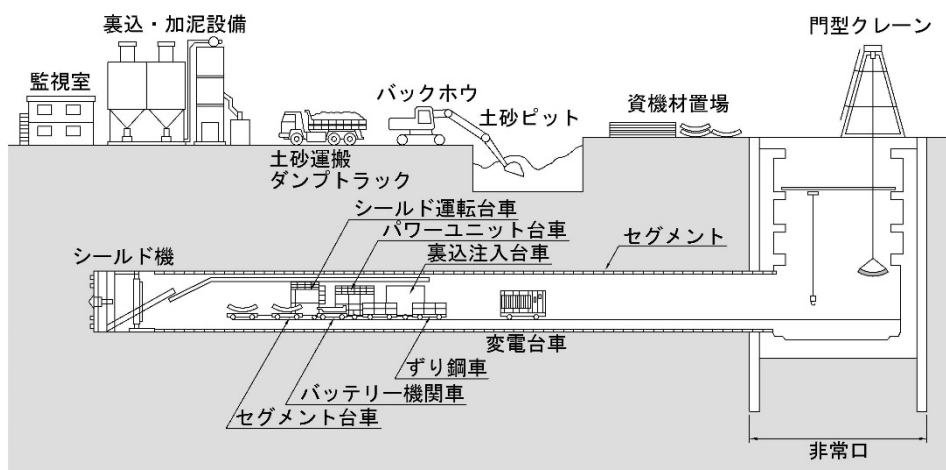 裏込・加泥設備
門型クレーン
監視室
バックホウ
資機材置場
土砂ピット
土砂運搬
ダンプトラック
シールド運転台車
パワーユニット台車
セグメント
シールド機
裏込注入台車
変電台車
ずり鋼車
バッテリー機関車
セグメント台車
非常口